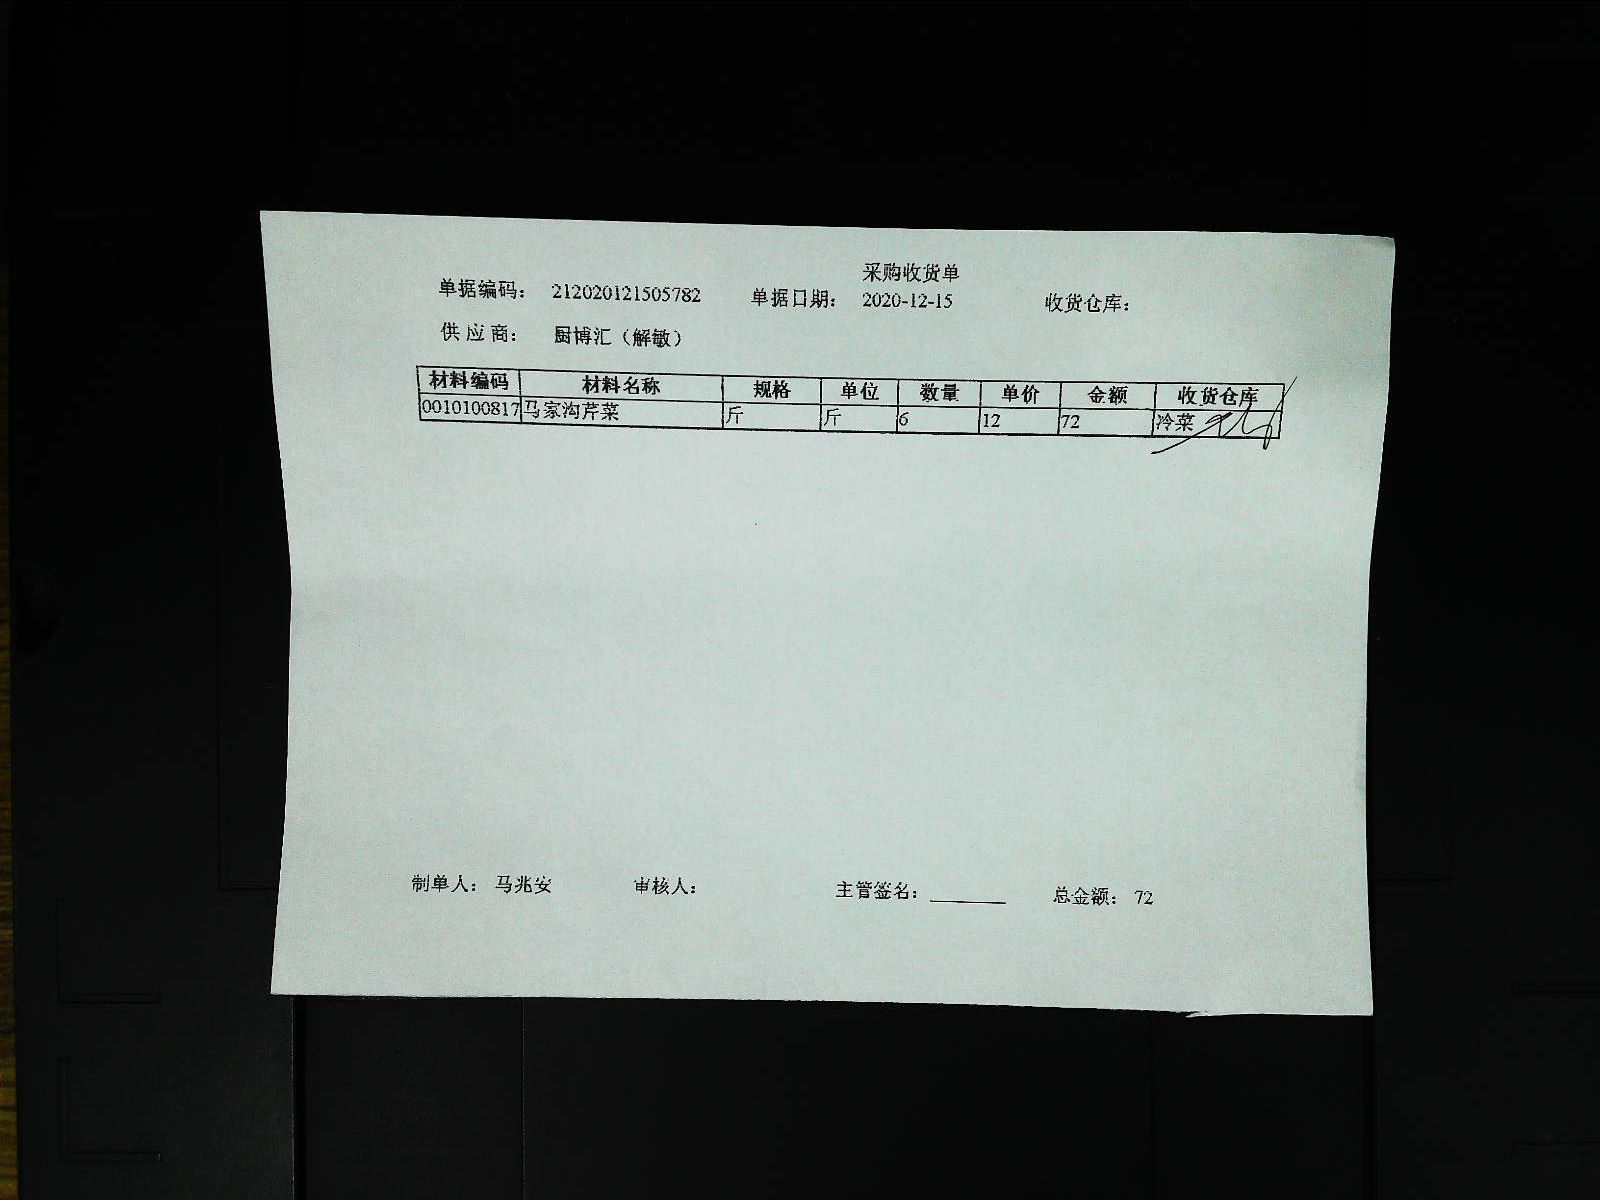 采购收货单
单据编码： 212020121505782 单据日期： 2020-12-15 收货仓库：
供 应 商： 厨博汇（解敏）
材料编码 材料名称 规格 单位 数量 单价 金额 收货仓库
0010100817 马家沟芹菜 斤 斤 6 12 72 冷菜
制单人： 马兆安 审核人： 主管签名：______ 总金额： 72